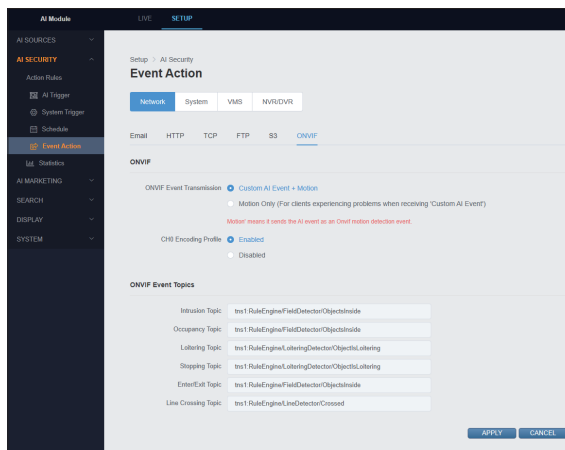 AI Module
LIVE
SETUP
AI SOURCES
AI SECURITY
Action Rules
AI Trigger
System Trigger
Schedule
Event Action
Statistics
AI MARKETING
SEARCH
DISPLAY
SYSTEM
Setup > AI Security
Event Action
Network
System
VMS
NVR/DVR
Email
HTTP
TCP
FTP
S3
ONVIF
ONVIF
ONVIF Event Transmission
Custom AI Event + Motion
Motion Only (For clients experiencing problems when receiving 'Custom AI Event')
Motion' means it sends the AI event as an Onvif motion detection event.
CH0 Encoding Profile
Enabled
Disabled
ONVIF Event Topics
Intrusion Topic tns1:RuleEngine/FieldDetector/ObjectsInside
Occupancy Topic tns1:RuleEngine/FieldDetector/ObjectsInside
Loitering Topic tns1:RuleEngine/LoiteringDetector/ObjectIsLoitering
Stopping Topic tns1:RuleEngine/LoiteringDetector/ObjectIsLoitering
Enter/Exit Topic tns1:RuleEngine/FieldDetector/ObjectsInside
Line Crossing Topic tns1:RuleEngine/LineDetector/Crossed
APPLY
CANCEL